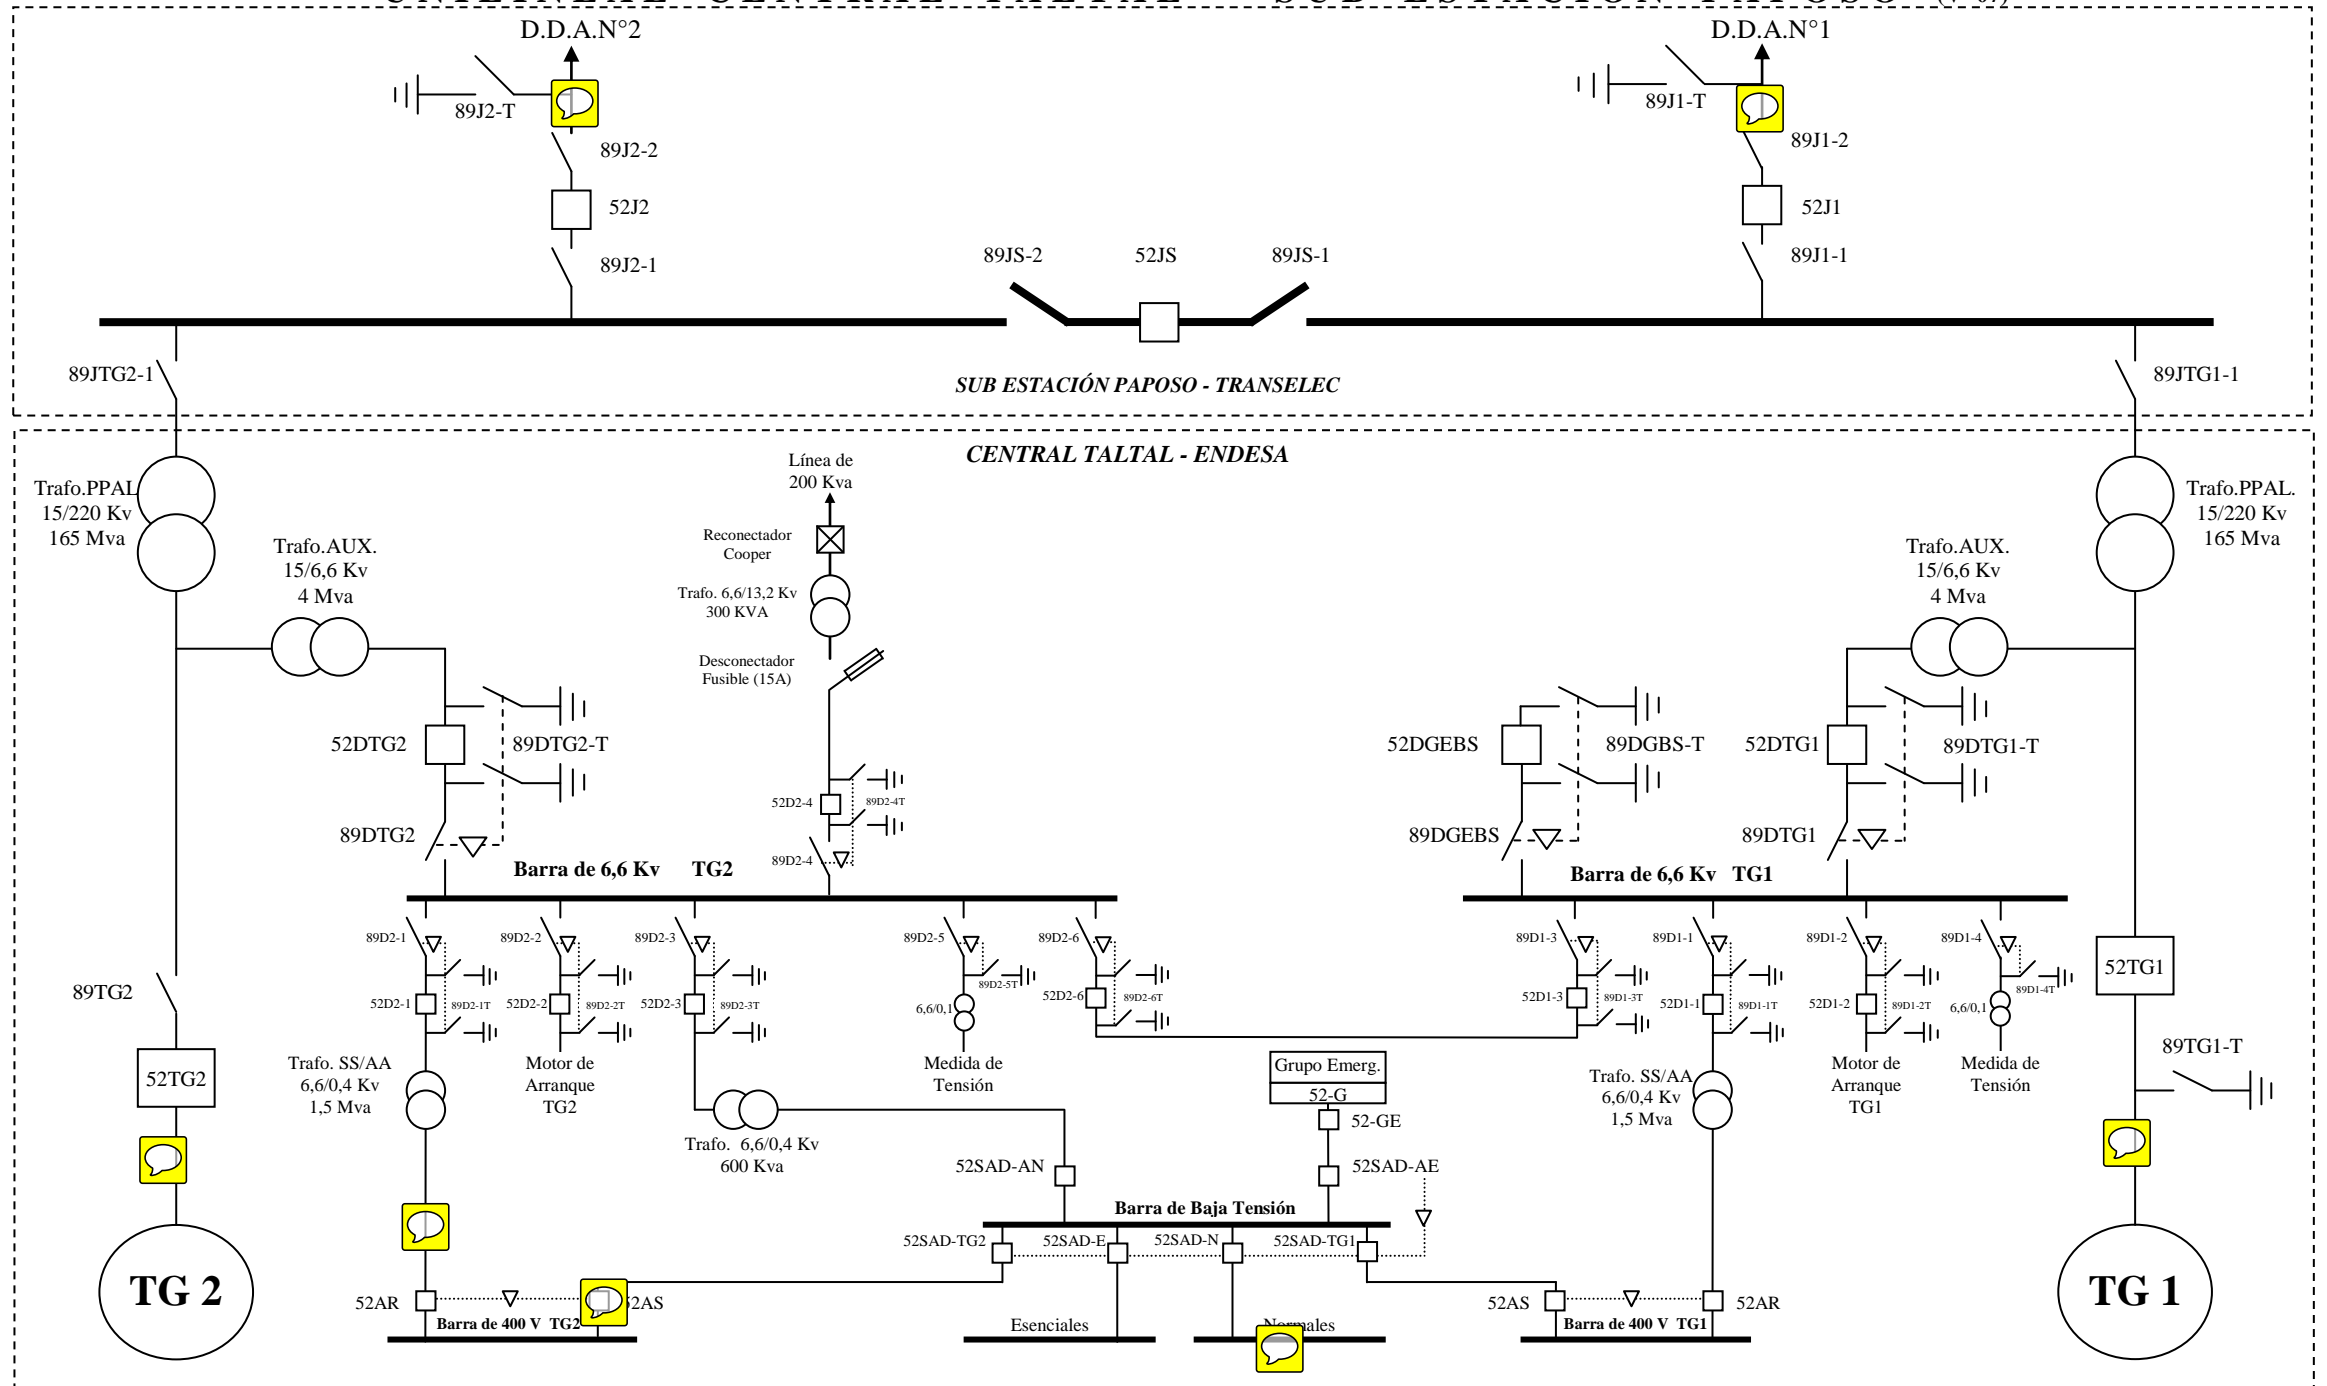 UNILINEAL CENTRAL TALTAL - SUB ESTACIÓN PAPOSO
D.D.A.N°2
D.D.A.N°1
89J2-T
89J1-T
89J2-2
89J1-2
52J2
52J1
89J2-1
89JS-2
52JS
89JS-1
89J1-1
89JTG2-1
SUB ESTACIÓN PAPOSO - TRANSELEC
89JTG1-1
CENTRAL TALTAL - ENDESA
Trafo.PPAL
15/220 Kv
165 Mva
Línea de
200 Kva
Trafo.PPAL.
15/220 Kv
165 Mva
Trafo.AUX.
15/6,6 Kv
4 Mva
Reconectador
Cooper
Trafo. 6,6/13,2 Kv
300 KVA
Trafo.AUX.
15/6,6 Kv
4 Mva
Desconectador
Fusible (15A)
52DTG2
89DTG2-T
52DGEBS
89DGBS-T
52DTG1
89DTG1-T
52D2-4
89D2-4T
89DTG2
89D2-4
89DGEBS
89DTG1
Barra de 6,6 Kv TG2
Barra de 6,6 Kv TG1
89D2-1
89D2-2
89D2-3
89D2-5
89D2-6
89D1-3
89D1-1
89D1-2
89D1-4
89TG2
52TG1
52D2-1
89D2-1T
52D2-2
89D2-2T
52D2-3
89D2-3T
89D2-5T
6,6/0,1
52D2-6
89D2-6T
52D1-3
89D1-3T
52D1-1
89D1-1T
52D1-2
89D1-2T
89D1-4T
6,6/0,1
52TG2
Trafo. SS/AA
6,6/0,4 Kv
1,5 Mva
Motor de
Arranque
TG2
Medida de
Tensión
Grupo Emerg.
52-G
Trafo. SS/AA
6,6/0,4 Kv
1,5 Mva
Motor de
Arranque
TG1
Medida de
Tensión
89TG1-T
52-GE
Trafo. 6,6/0,4 Kv
600 Kva
52SAD-AN
52SAD-AE
Barra de Baja Tensión
52SAD-TG2
52SAD-E
52SAD-N
52SAD-TG1
TG 2
TG 1
52AR
52AS
52AS
52AR
Barra de 400 V TG2
Esenciales
Normales
Barra de 400 V TG1